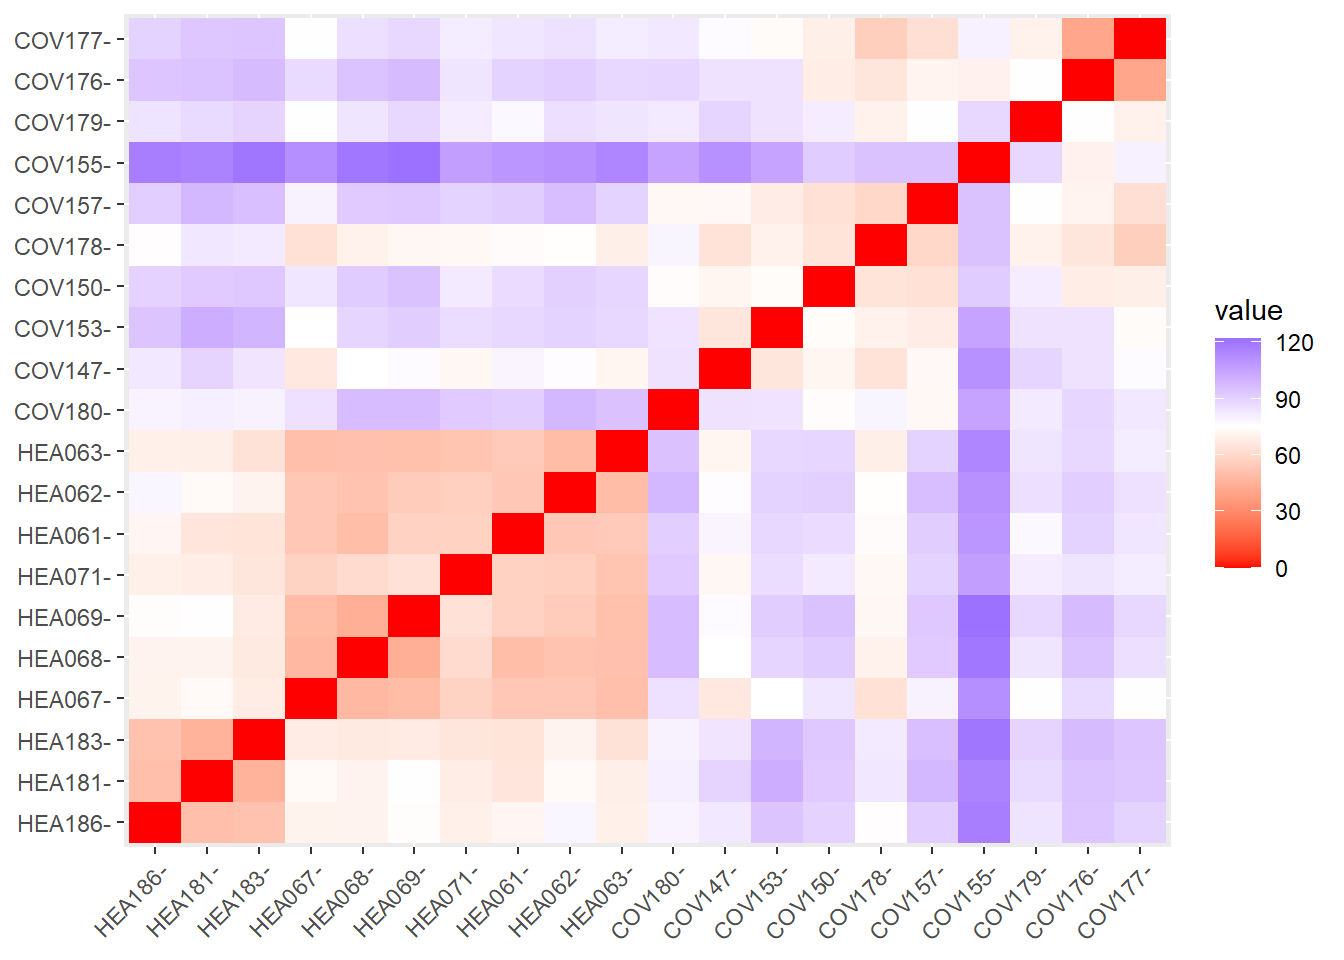 COV177-
COV176-
COV179-
COV155-
COV157-
COV178-
COV150-
COV153-
COV147-
COV180-
HEA063-
HEA062-
HEA061-
HEA071-
HEA069-
HEA068-
HEA067-
HEA183-
HEA181-
HEA186-
HEA186-
HEA181-
HEA183-
HEA067-
HEA068-
HEA069-
HEA071-
HEA061-
HEA062-
HEA063-
COV180-
COV147-
COV153-
COV150-
COV178-
COV157-
COV155-
COV179-
COV176-
COV177-
value
120
90
60
30
0